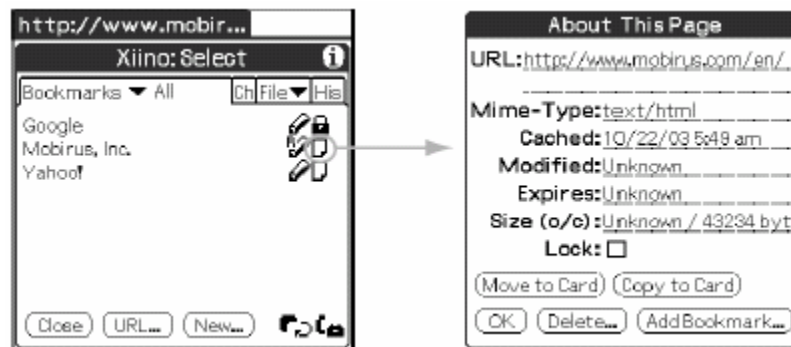 http://www.mobir...
Xiino: Select
Bookmarks ▼ All Ch File▼ His
Google
Mobirus, Inc.
Yahoo!
Close URL... New...
About This Page
URL:http://www.mobirus.com/en/
Mime-Type:text/html
Cached:10/22/03 5:49 am
Modified:Unknown
Expires:Unknown
Size (o/c):Unknown / 43234 byt
Lock:
Move to Card Copy to Card
OK Delete... Add Bookmark...